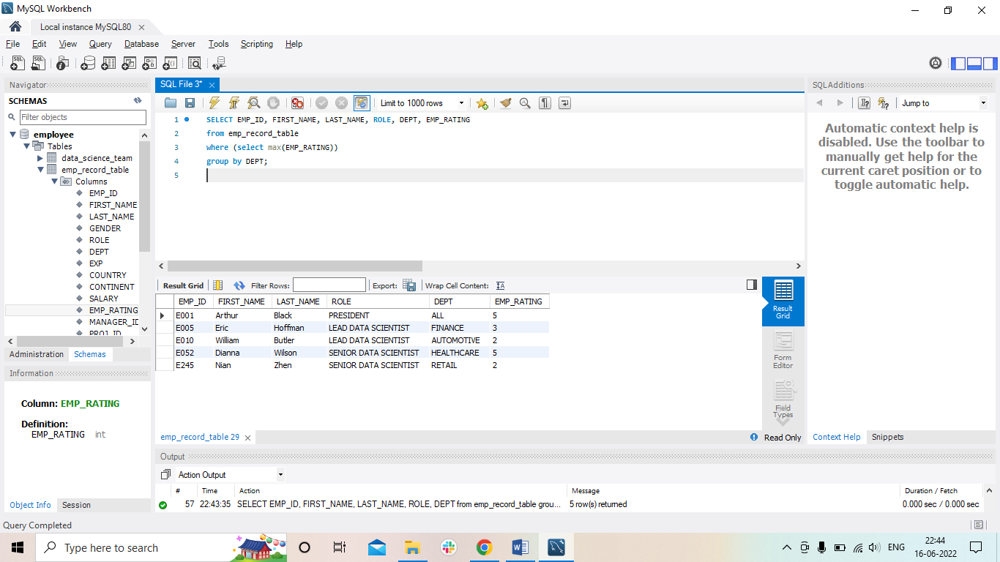 MySQL Workbench
Local instance MySQL80
File Edit View Query Database Server Tools Scripting Help
Navigator
SCHEMAS
Filter objects
employee
Tables
data_science_team
emp_record_table
Columns
EMP_ID
FIRST_NAME
LAST_NAME
GENDER
ROLE
DEPT
EXP
COUNTRY
CONTINENT
SALARY
EMP_RATING
MANAGER_ID
PROJ_ID
Administration Schemas
Information
Column: EMP_RATING
Definition:
EMP_RATING int
Object Info Session
SQL File 3*
Limit to 1000 rows
1 SELECT EMP_ID, FIRST_NAME, LAST_NAME, ROLE, DEPT, EMP_RATING
2 from emp_record_table
3 where (select max(EMP_RATING))
4 group by DEPT;
5
Result Grid Filter Rows: Export: Wrap Cell Content:
EMP_ID FIRST_NAME LAST_NAME ROLE DEPT EMP_RATING
E001 Arthur Black PRESIDENT ALL 5
E005 Eric Hoffman LEAD DATA SCIENTIST FINANCE 3
E010 William Butler LEAD DATA SCIENTIST AUTOMOTIVE 2
E052 Dianna Wilson SENIOR DATA SCIENTIST HEALTHCARE 5
E245 Nian Zhen SENIOR DATA SCIENTIST RETAIL 2
Result
Grid
Form
Editor
Field
Types
emp_record_table 29
Read Only
SQLAdditions
Jump to
Automatic context help is
disabled. Use the toolbar to
manually get help for the
current caret position or to
toggle automatic help.
Context Help Snippets
Output
Action Output
# Time Action Message Duration / Fetch
57 22:43:35 SELECT EMP_ID, FIRST_NAME, LAST_NAME, ROLE, DEPT from emp_record_table grou... 5 row(s) returned 0.000 sec / 0.000 sec
Query Completed
Type here to search
ENG
22:44
16-06-2022